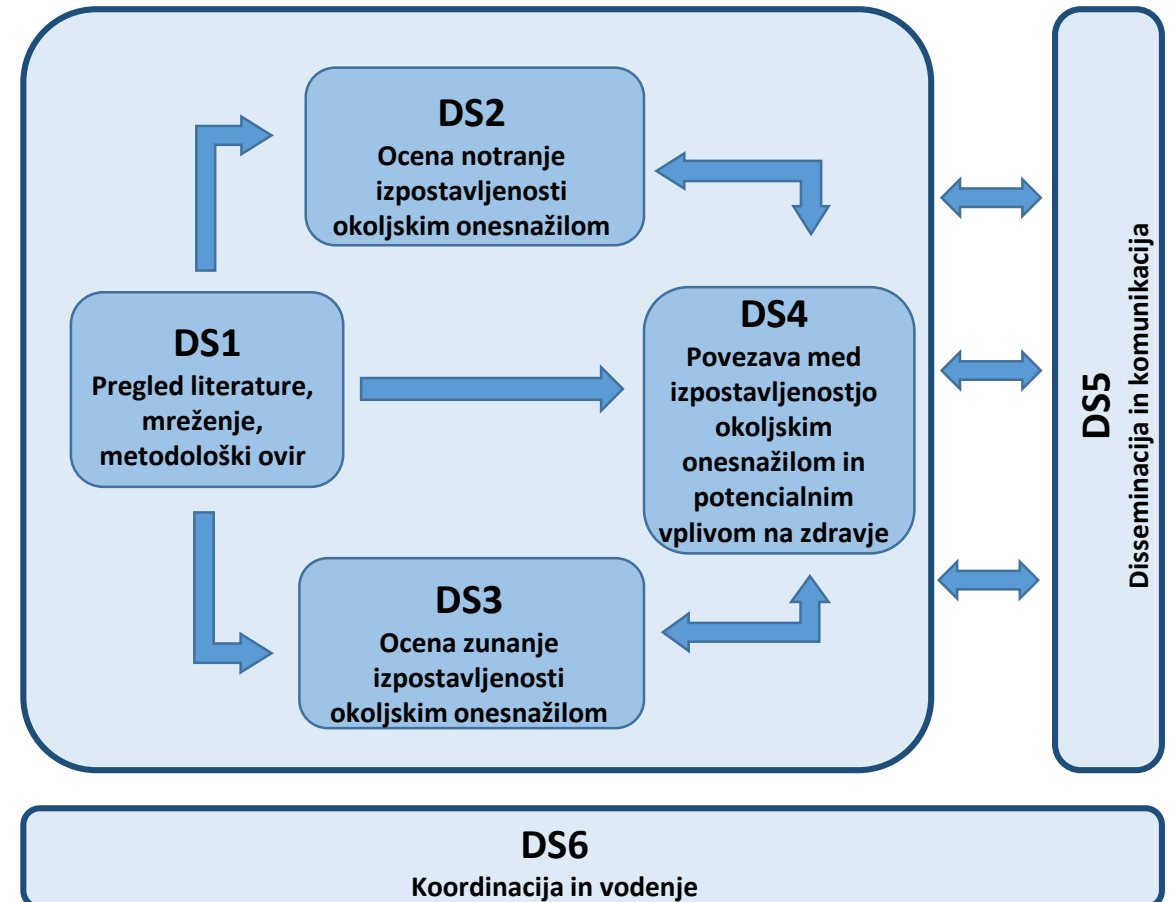 DS2
Ocena notranje
izpostavljenosti
okoljskim onesnažilom
DS1
Pregled literature,
mreženje,
metodološki ovir
DS4
Povezava med
izpostavljenostjo
okoljskim
onesnažilom in
potencialnim
vplivom na zdravje
DS3
Ocena zunanje
izpostavljenosti
okoljskim onesnažilom
DS5
Disseminacija in komunikacija
DS6
Koordinacija in vodenje